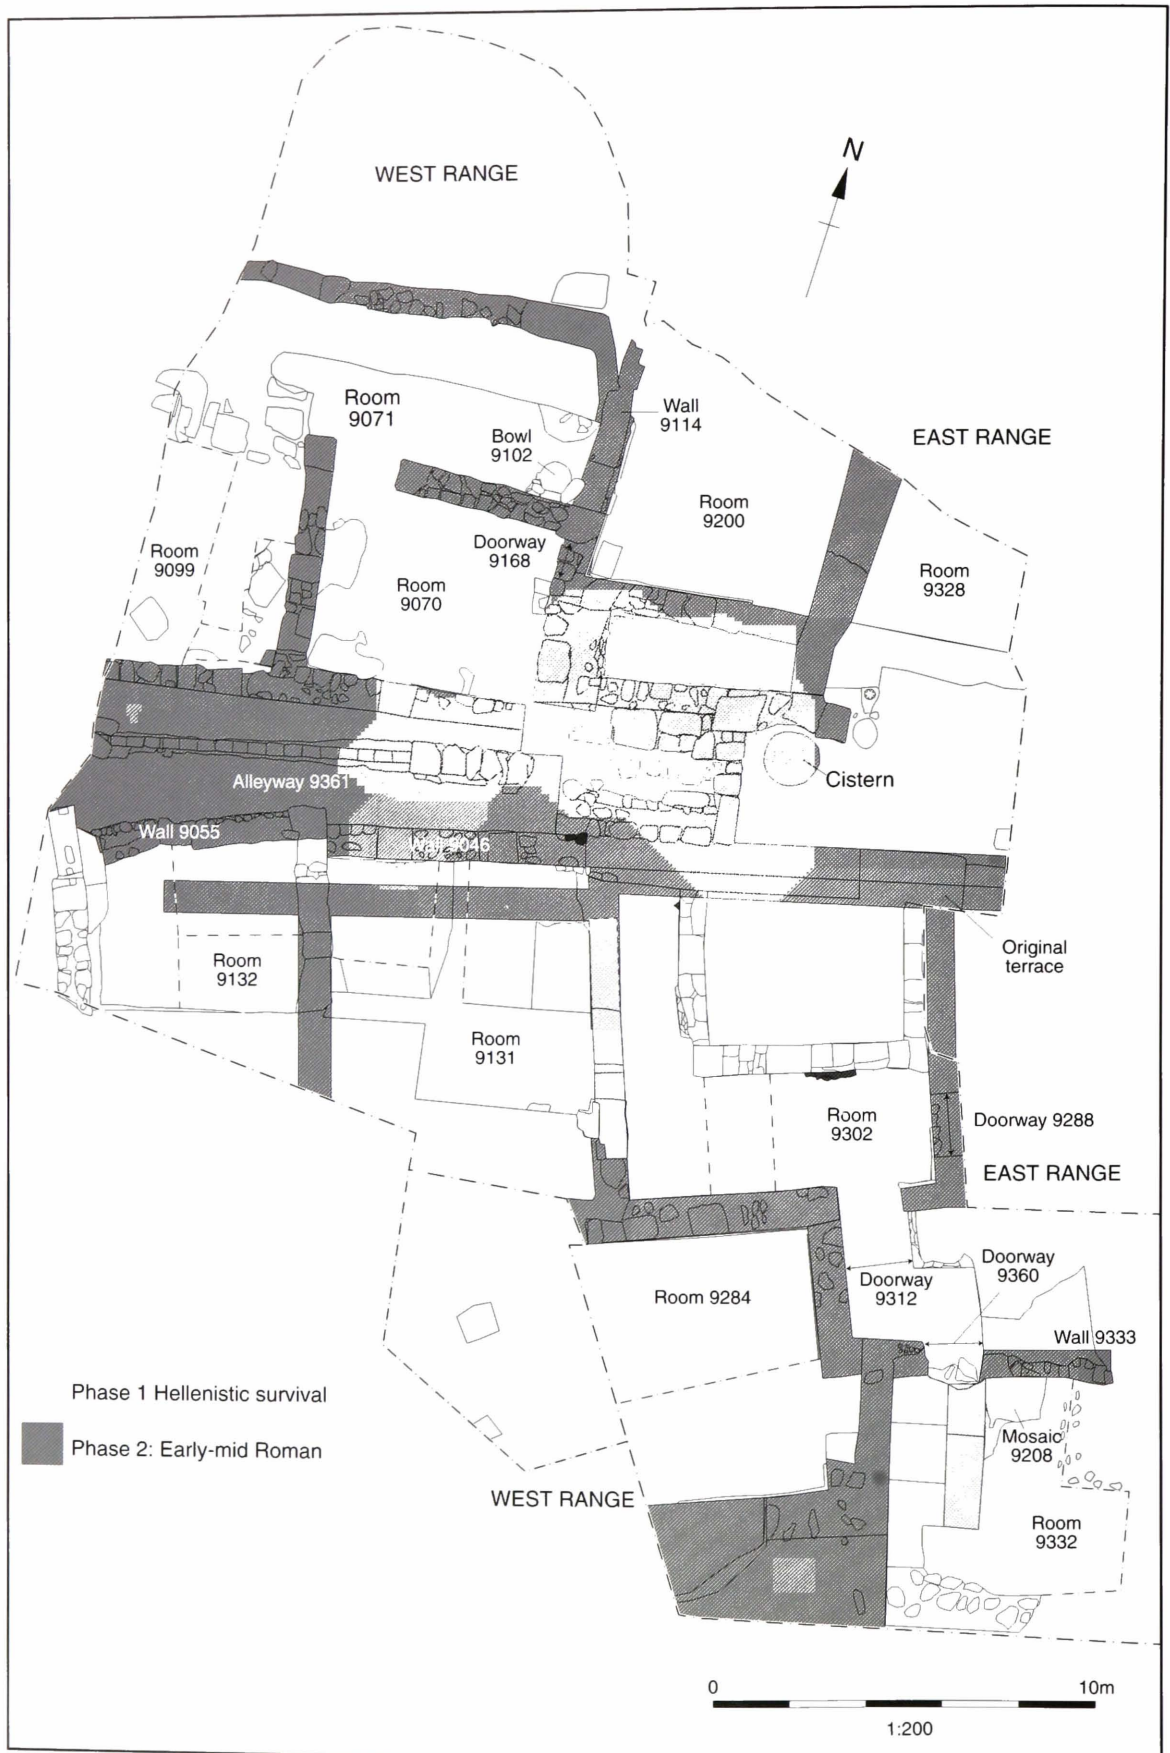 N
WEST RANGE
EAST RANGE
Room
9071
Wall
9114
Bowl
9102
Room
9200
Doorway
9168
Room
9099
Room
9070
Room
9328
Alleyway 9361
Cistern
Wall 9055
Wall 9046
Room
9132
Original
terrace
Room
9131
Room
9302
Doorway 9288
EAST RANGE
Doorway
9360
Doorway
9312
Room 9284
Wall 9333
Phase 1 Hellenistic survival
Phase 2: Early-mid Roman
Mosaic
9208
WEST RANGE
Room
9332
0
10m
1:200